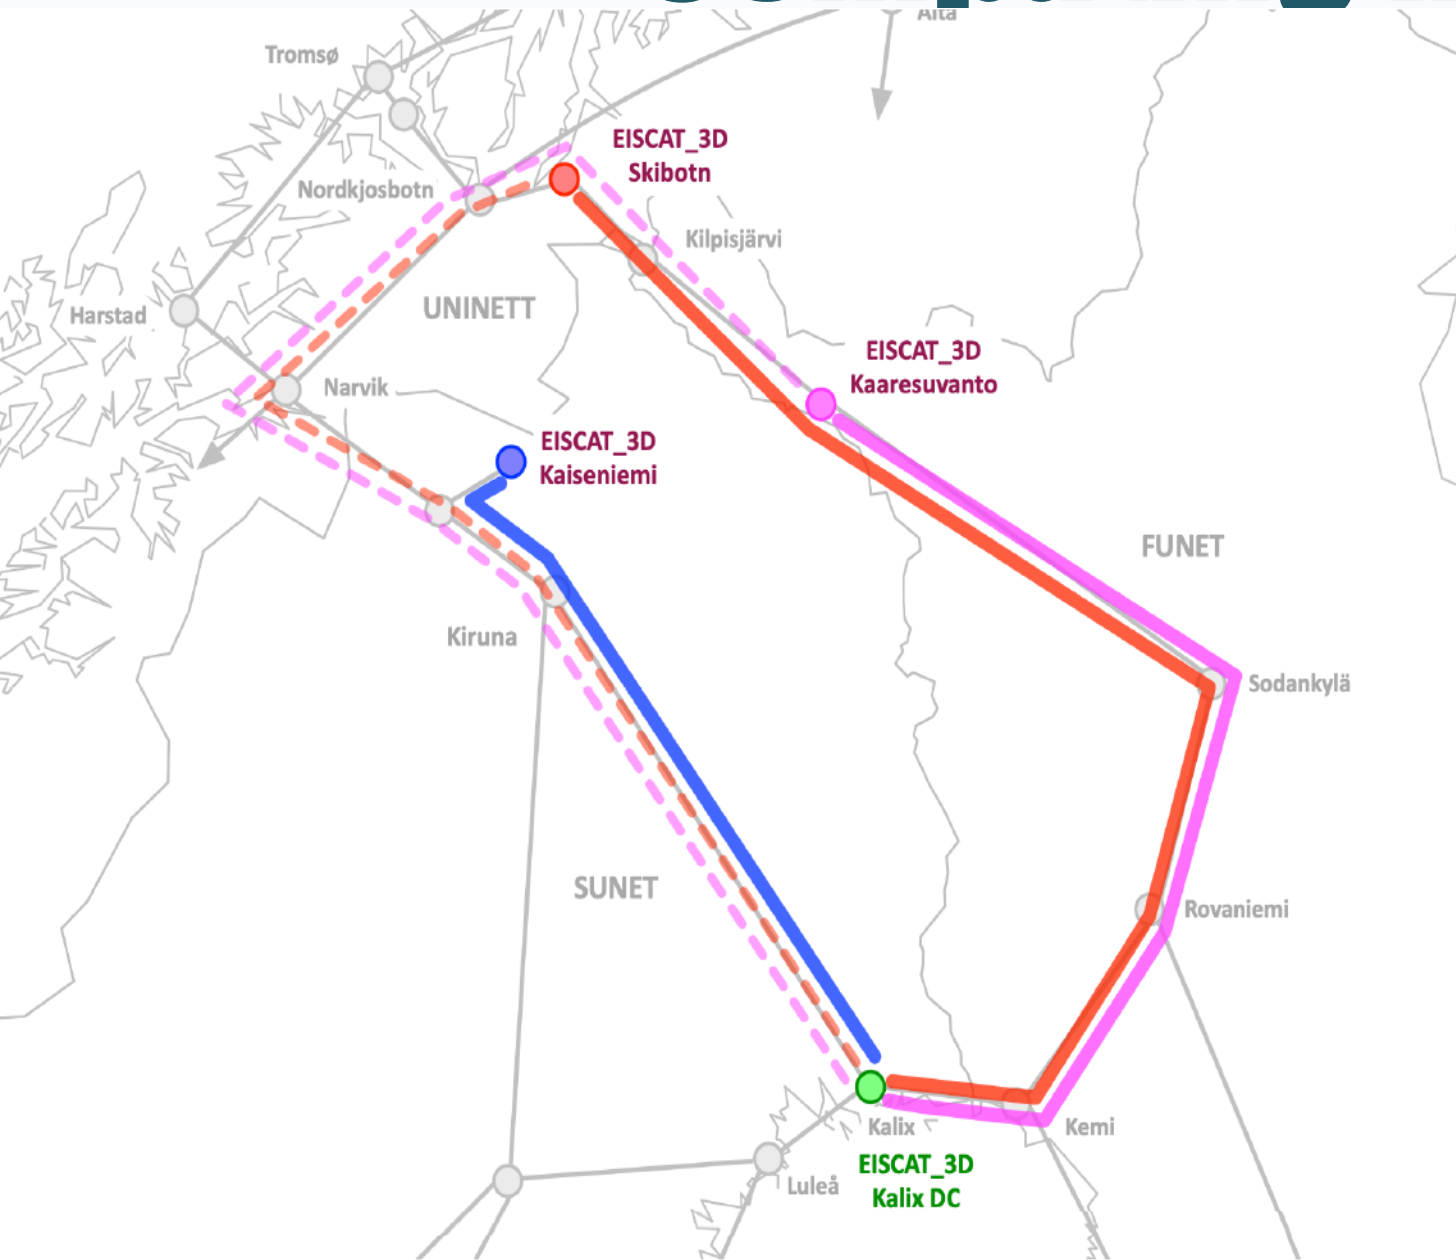 Alta
Tromsø
EISCAT_3D
Skibotn
Nordkjosbotn
Kilpisjärvi
UNINETT
Harstad
EISCAT_3D
Kaaresuvanto
Narvik
EISCAT_3D
Kaiseniemi
FUNET
Kiruna
Sodankylä
SUNET
Rovaniemi
Kalix
Kemi
EISCAT_3D
Kalix DC
Luleå